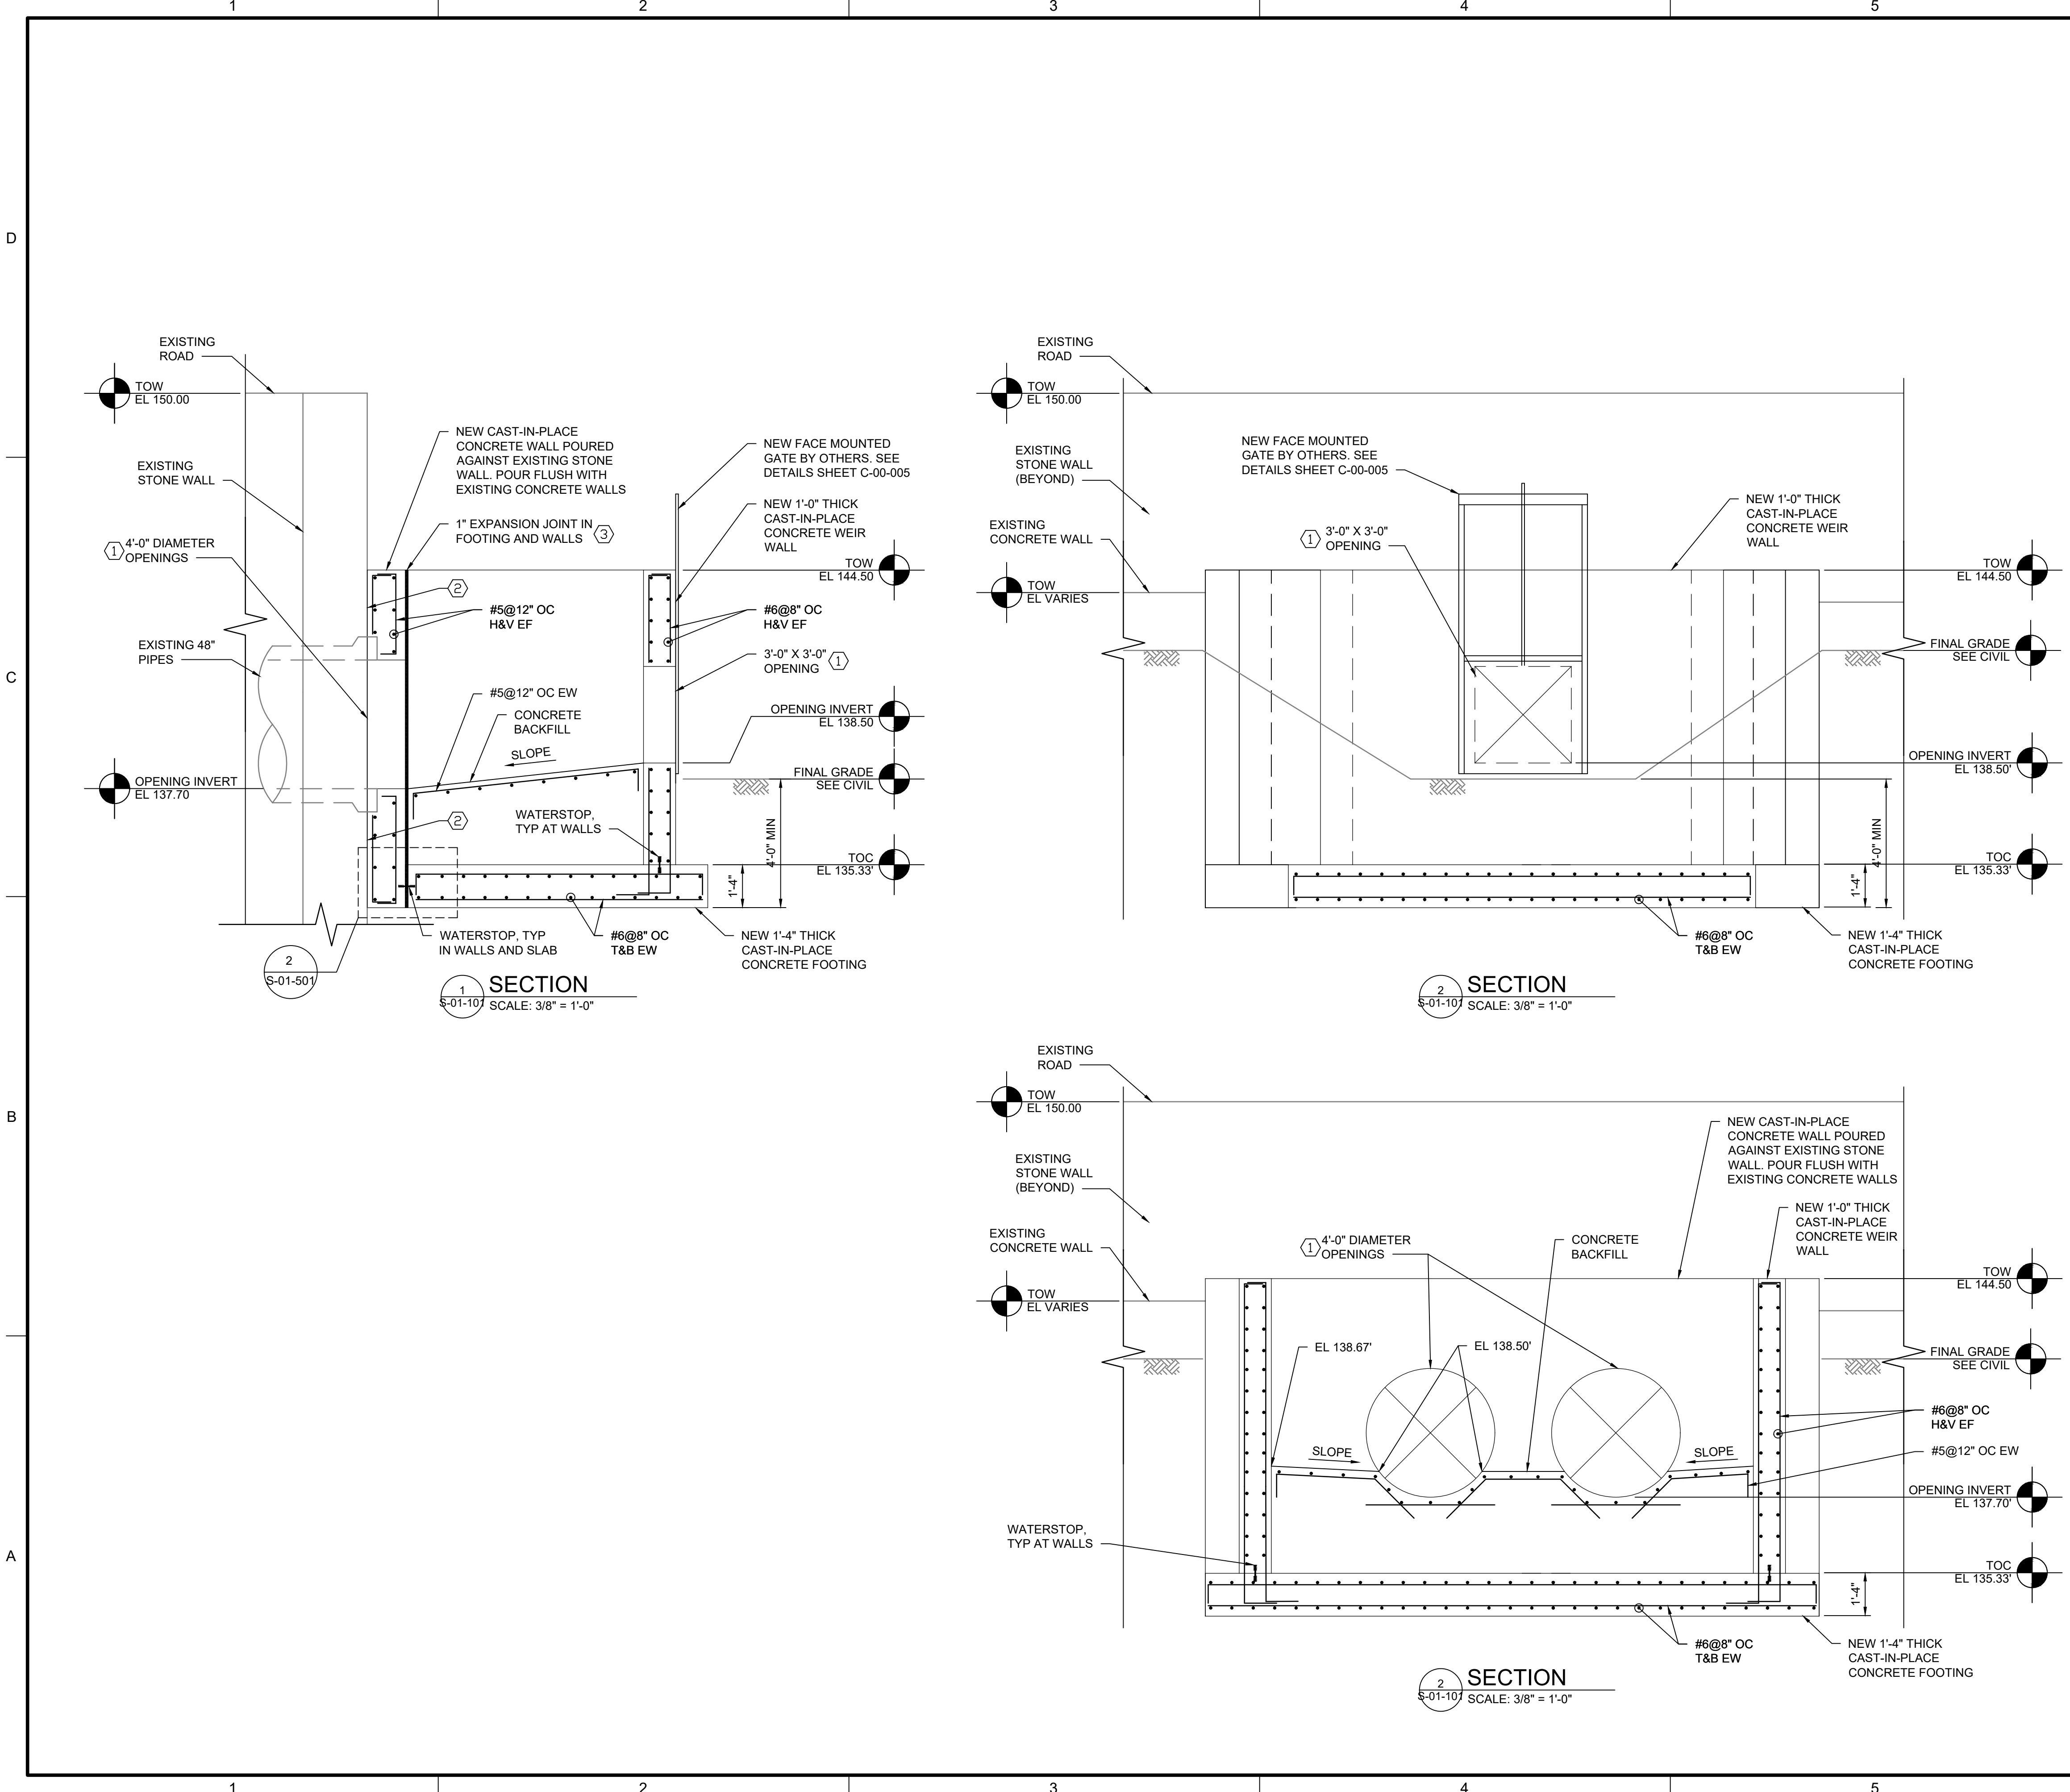 1
2
3
4
5
D
C
B
A
EXISTING
ROAD
TOW
EL 150.00
EXISTING
STONE WALL
1
4'-0" DIAMETER
OPENINGS
EXISTING 48"
PIPES
OPENING INVERT
EL 137.70
NEW CAST-IN-PLACE
CONCRETE WALL POURED
AGAINST EXISTING STONE
WALL. POUR FLUSH WITH
EXISTING CONCRETE WALLS
1" EXPANSION JOINT IN
FOOTING AND WALLS
3
2
#5@12" OC
H&V EF
#5@12" OC EW
CONCRETE
BACKFILL
SLOPE
2
WATERSTOP,
TYP AT WALLS
NEW FACE MOUNTED
GATE BY OTHERS. SEE
DETAILS SHEET C-00-005
NEW 1'-0" THICK
CAST-IN-PLACE
CONCRETE WEIR
WALL
TOW
EL 144.50
#6@8" OC
H&V EF
3'-0" X 3'-0"
OPENING
1
OPENING INVERT
EL 138.50
FINAL GRADE
SEE CIVIL
4'-0" MIN
TOC
EL 135.33'
1'-4"
WATERSTOP, TYP
IN WALLS AND SLAB
#6@8" OC
T&B EW
NEW 1'-4" THICK
CAST-IN-PLACE
CONCRETE FOOTING
2
S-01-501
1
S-01-101
SECTION
SCALE: 3/8" = 1'-0"
EXISTING
ROAD
TOW
EL 150.00
EXISTING
STONE WALL
(BEYOND)
EXISTING
CONCRETE WALL
TOW
EL VARIES
NEW FACE MOUNTED
GATE BY OTHERS. SEE
DETAILS SHEET C-00-005
1
3'-0" X 3'-0"
OPENING
NEW 1'-0" THICK
CAST-IN-PLACE
CONCRETE WEIR
WALL
TOW
EL 144.50
FINAL GRADE
SEE CIVIL
OPENING INVERT
EL 138.50'
4'-0" MIN
TOC
EL 135.33'
1'-4"
#6@8" OC
T&B EW
NEW 1'-4" THICK
CAST-IN-PLACE
CONCRETE FOOTING
2
S-01-101
SECTION
SCALE: 3/8" = 1'-0"
EXISTING
ROAD
TOW
EL 150.00
EXISTING
STONE WALL
(BEYOND)
EXISTING
CONCRETE WALL
TOW
EL VARIES
1
4'-0" DIAMETER
OPENINGS
CONCRETE
BACKFILL
NEW CAST-IN-PLACE
CONCRETE WALL POURED
AGAINST EXISTING STONE
WALL. POUR FLUSH WITH
EXISTING CONCRETE WALLS
NEW 1'-0" THICK
CAST-IN-PLACE
CONCRETE WEIR
WALL
TOW
EL 144.50
EL 138.67'
EL 138.50'
FINAL GRADE
SEE CIVIL
#6@8" OC
H&V EF
SLOPE
SLOPE
#5@12" OC EW
OPENING INVERT
EL 137.70'
WATERSTOP,
TYP AT WALLS
TOC
EL 135.33'
1'-4"
#6@8" OC
T&B EW
NEW 1'-4" THICK
CAST-IN-PLACE
CONCRETE FOOTING
2
S-01-101
SECTION
SCALE: 3/8" = 1'-0"
1
2
3
4
5